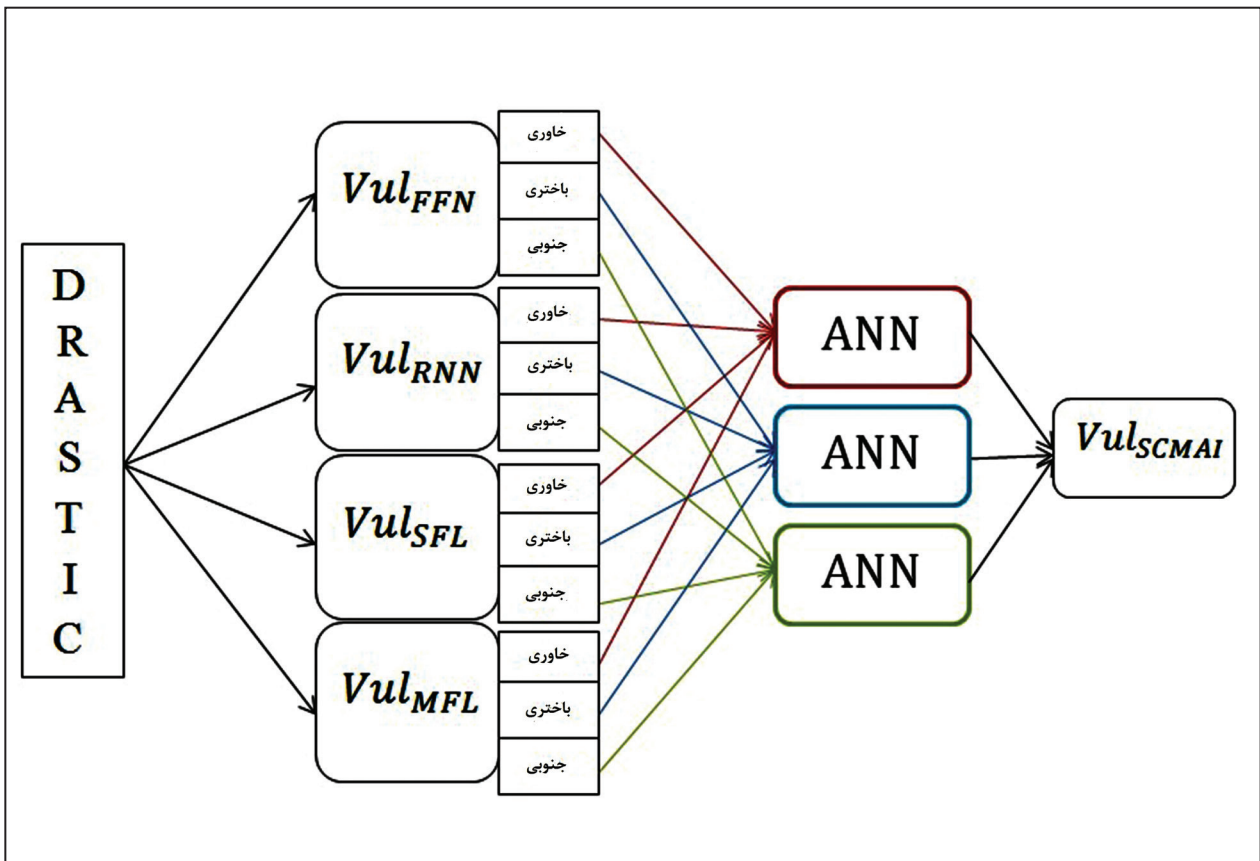 D
R
A
S
T
I
C
Vul_FFN
خاوری
باختری
جنوبی
Vul_RNN
خاوری
باختری
جنوبی
Vul_SFL
خاوری
باختری
جنوبی
Vul_MFL
خاوری
باختری
جنوبی
ANN
ANN
ANN
Vul_SCMAI